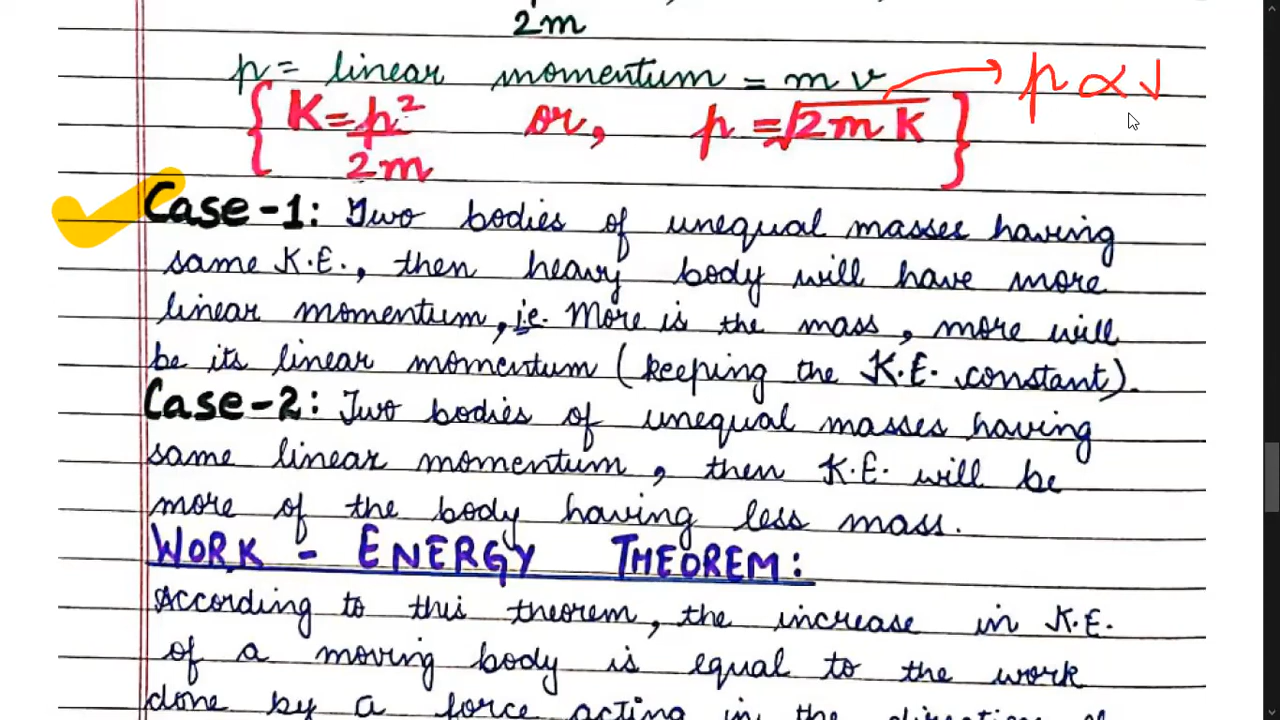 2m
p = linear momentum = m v → p ∝ √
{ K = p²/2m or, p = √2mK }
Case-1: Two bodies of unequal masses having
same K.E., then heavy body will have more
linear momentum, i.e. More is the mass, more will
be its linear momentum (keeping the K.E. constant).
Case-2: Two bodies of unequal masses having
same linear momentum, then K.E. will be
more of the body having less mass.
WORK - ENERGY THEOREM:
According to this theorem, the increase in K.E.
of a moving body is equal to the work
done by a force acting in the